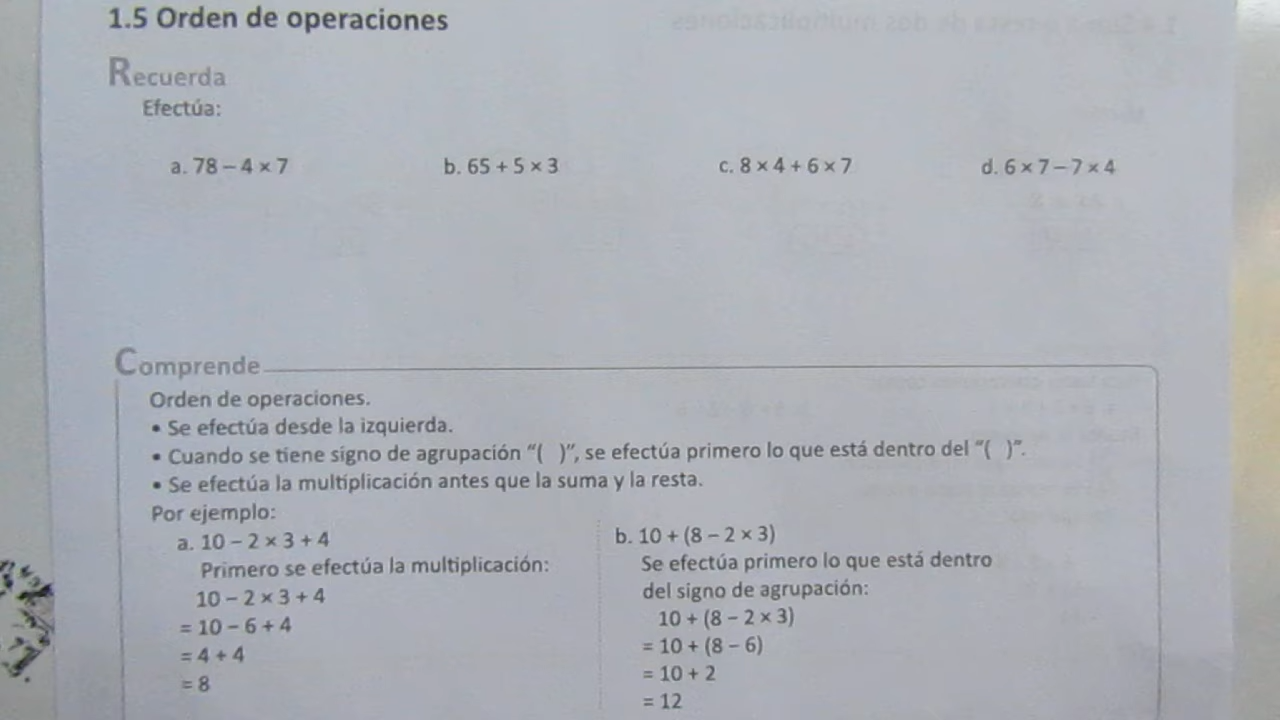 1.5 Orden de operaciones
Recuerda
Efectúa:
a. 78 – 4 × 7
b. 65 + 5 × 3
c. 8 × 4 + 6 × 7
d. 6 × 7 – 7 × 4
Comprende
Orden de operaciones.
• Se efectúa desde la izquierda.
• Cuando se tiene signo de agrupación “( )”, se efectúa primero lo que está dentro del “( )”.
• Se efectúa la multiplicación antes que la suma y la resta.
Por ejemplo:
a. 10 – 2 × 3 + 4
Primero se efectúa la multiplicación:
10 – 2 × 3 + 4
= 10 – 6 + 4
= 4 + 4
= 8
b. 10 + (8 – 2 × 3)
Se efectúa primero lo que está dentro
del signo de agrupación:
10 + (8 – 2 × 3)
= 10 + (8 – 6)
= 10 + 2
= 12